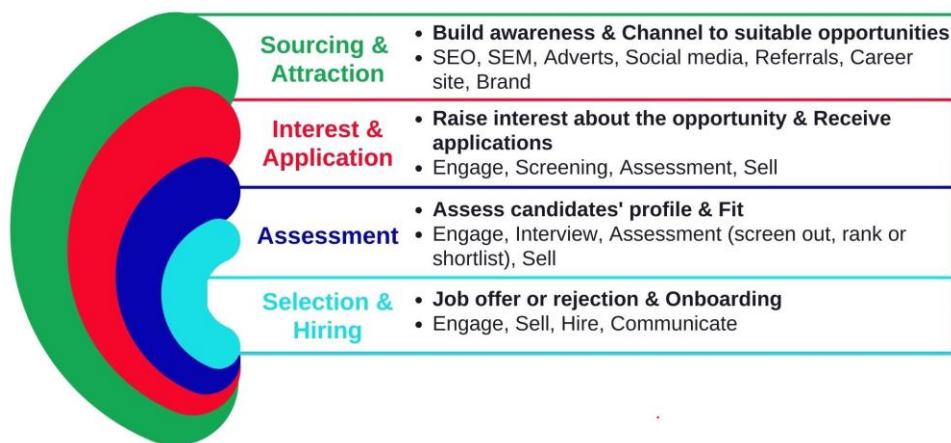 Sourcing &
Attraction
• Build awareness & Channel to suitable opportunities
• SEO, SEM, Adverts, Social media, Referrals, Career
site, Brand
Interest &
Application
• Raise interest about the opportunity & Receive
applications
• Engage, Screening, Assessment, Sell
Assessment
• Assess candidates' profile & Fit
• Engage, Interview, Assessment (screen out, rank or
shortlist), Sell
Selection &
Hiring
• Job offer or rejection & Onboarding
• Engage, Sell, Hire, Communicate